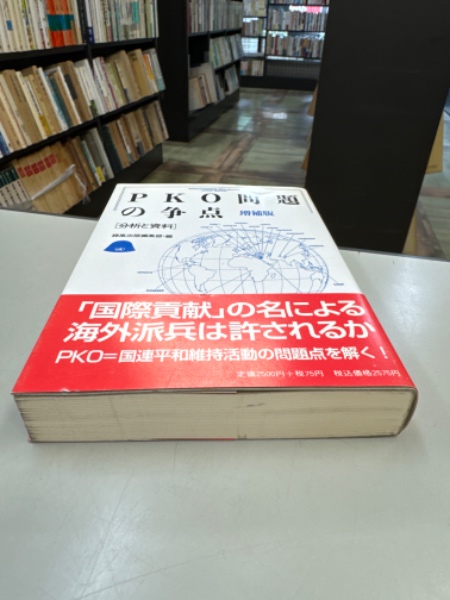 PKO問題
の争点 増補版
[分析と資料]
緑風出版編集部・編
「国際貢献」の名による
海外派兵は許されるか
PKO=国連平和維持活動の問題点を解く!
定価2500円+税75円 税込価格2575円